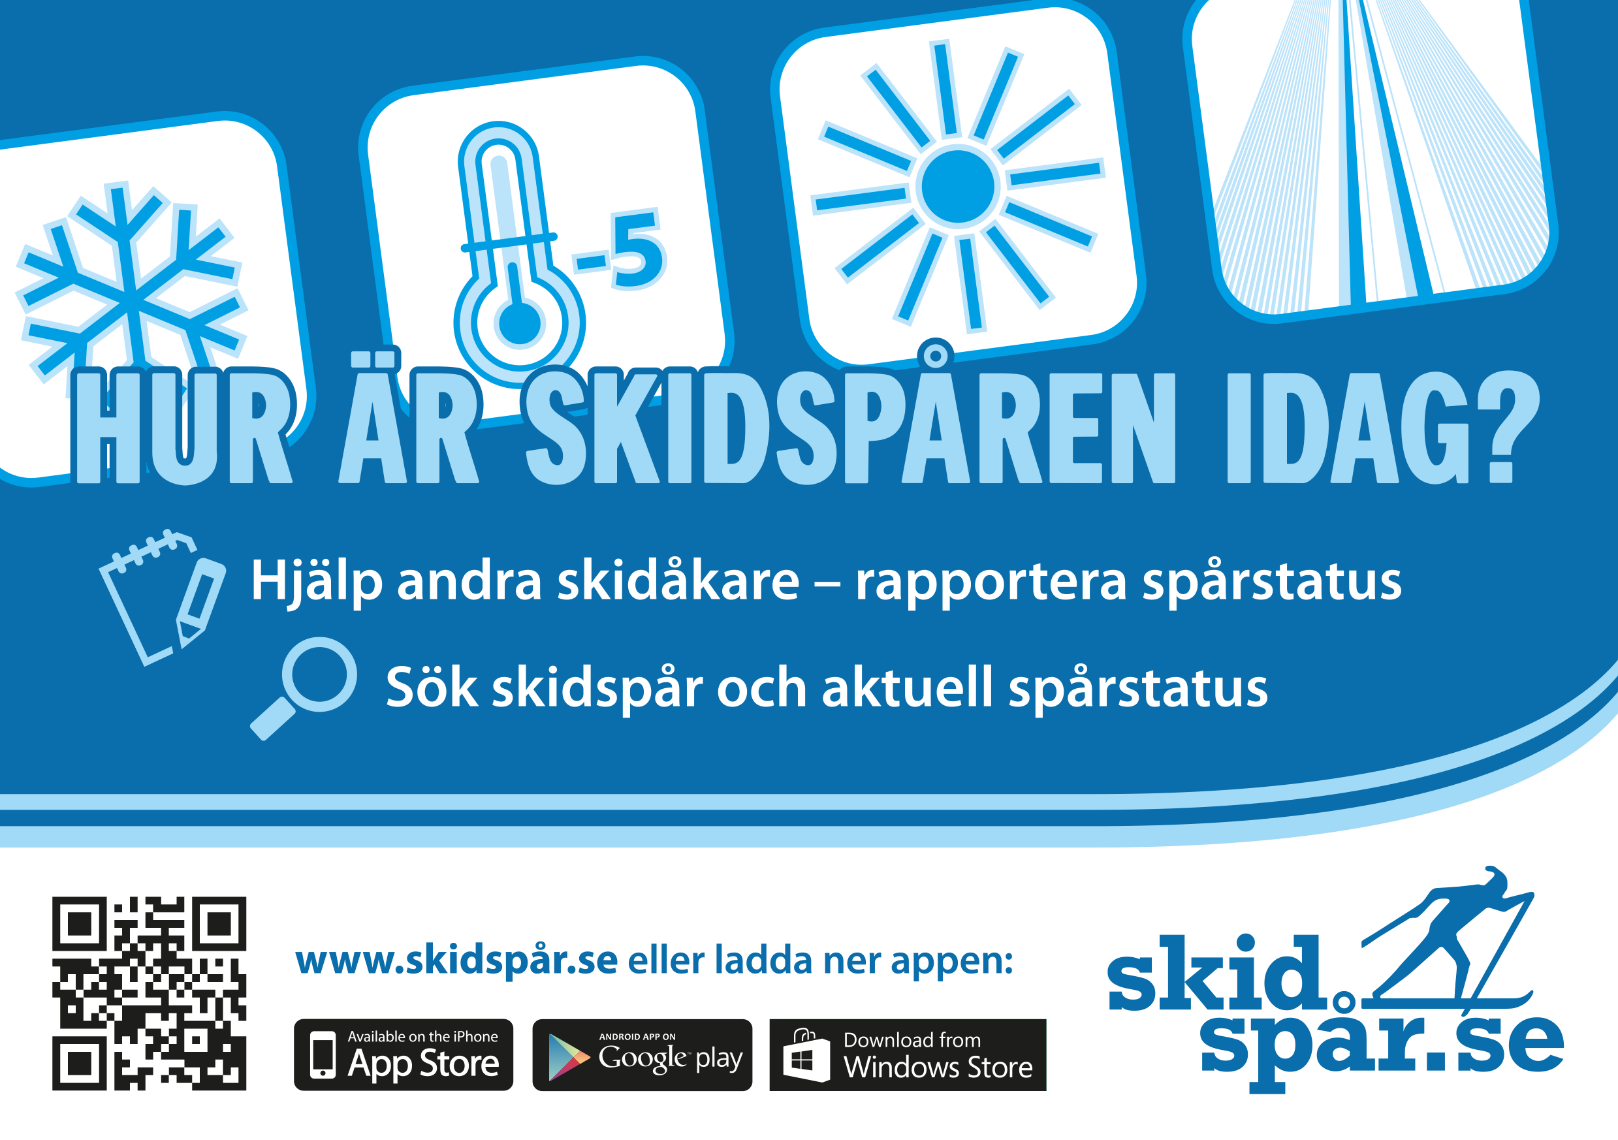 -5
HUR ÄR SKIDSPÅREN IDAG?
Hjälp andra skidåkare – rapportera spårstatus
Sök skidspår och aktuell spårstatus
www.skidspår.se eller ladda ner appen:
Available on the iPhone
App Store
ANDROID APP ON
Google play
Download from
Windows Store
skid
spår.se